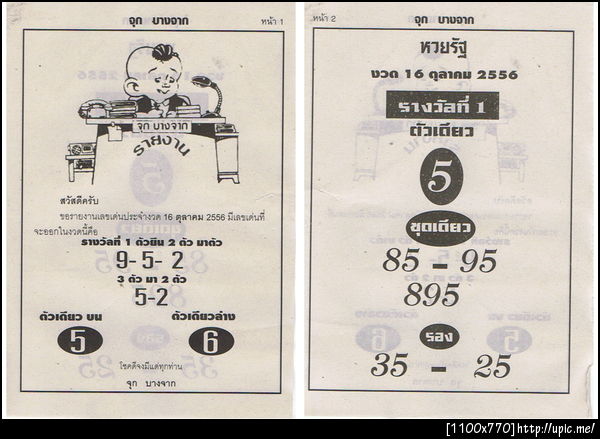 จุก บางจาก
หน้า 1
จุก บางจาก
รายงาน
สวัสดีครับ
ขอรายงานเลขเด่นประจำงวด 16 ตุลาคม 2556 มีเลขเด่นที่
จะออกในงวดนี้คือ
รางวัลที่ 1 ตัวยืน 2 ตัว มาตัว
9- 5- 2
3 ตัว มา 2 ตัว
5-2
ตัวเดียว บน ตัวเดียวล่าง
5 6
โชคดีจงมีแด่ทุกท่าน
จุก บางจาก
หน้า 2
จุก บางจาก
หวยรัฐ
งวด 16 ตุลาคม 2556
รางวัลที่ 1
ตัวเดียว
5
ชุดเดียว
85 - 95
895
รอง
35 - 25
[1100x770]http://upic.me/